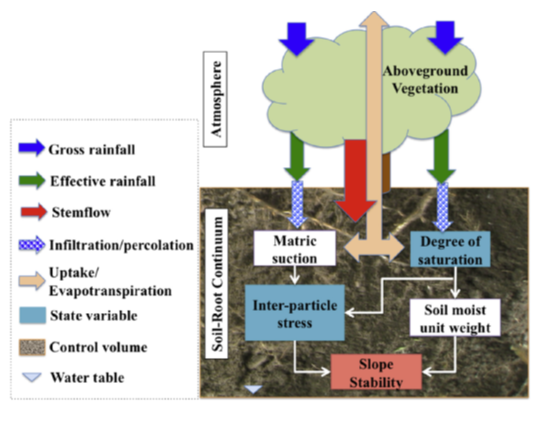 Atmosphere
Aboveground
Vegetation
Gross rainfall
Effective rainfall
Stemflow
Infiltration/percolation
Uptake/
Evapotranspiration
State variable
Control volume
Water table
Soil-Root Continuum
Matric
suction
Degree of
saturation
Inter-particle
stress
Soil moist
unit weight
Slope
Stability